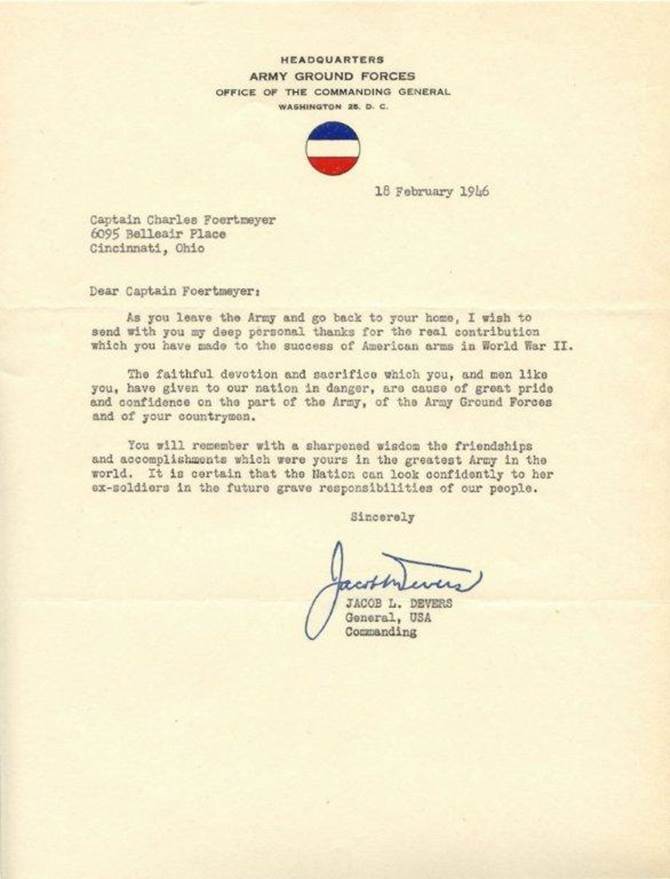 HEADQUARTERS
ARMY GROUND FORCES
OFFICE OF THE COMMANDING GENERAL
WASHINGTON 25, D. C.
18 February 1946
Captain Charles Foertmeyer
6095 Belleair Place
Cincinnati, Ohio
Dear Captain Foertmeyer:
As you leave the Army and go back to your home, I wish to
send with you my deep personal thanks for the real contribution
which you have made to the success of American arms in World War II.
The faithful devotion and sacrifice which you, and men like
you, have given to our nation in danger, are cause of great pride
and confidence on the part of the Army, of the Army Ground Forces
and of your countrymen.
You will remember with a sharpened wisdom the friendships
and accomplishments which were yours in the greatest Army in the
world. It is certain that the Nation can look confidently to her
ex-soldiers in the future grave responsibilities of our people.
Sincerely
Jacob L Devers
JACOB L. DEVERS
General, USA
Commanding